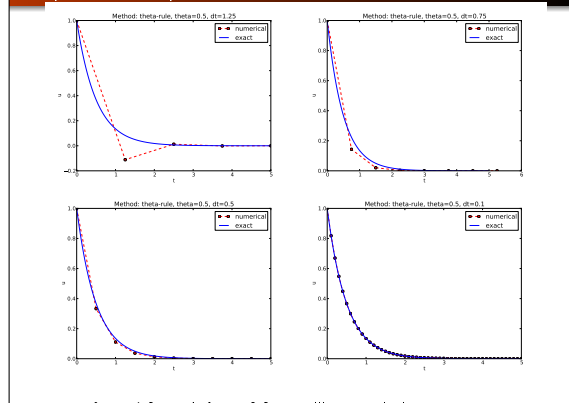 Method: theta-rule, theta=0.5, dt=1.25
numerical
exact
1.0
0.8
0.6
0.4
0.2
0.0
−0.2
u
0 1 2 3 4 5
t
Method: theta-rule, theta=0.5, dt=0.75
numerical
exact
1.0
0.8
0.6
0.4
0.2
0.0
u
0 1 2 3 4 5 6
t
Method: theta-rule, theta=0.5, dt=0.5
numerical
exact
1.0
0.8
0.6
0.4
0.2
0.0
u
0 1 2 3 4 5
t
Method: theta-rule, theta=0.5, dt=0.1
numerical
exact
1.0
0.8
0.6
0.4
0.2
0.0
u
0 1 2 3 4 5
t